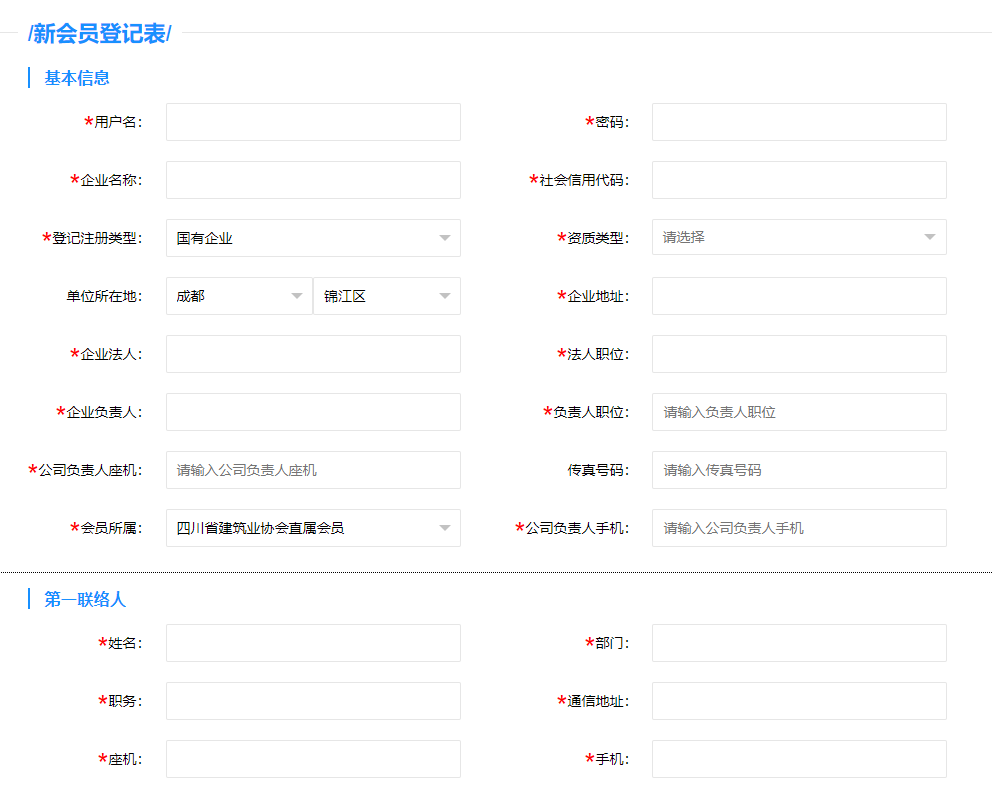 /新会员登记表/
基本信息
*用户名： *密码：
*企业名称： *社会信用代码：
*登记注册类型： 国有企业 *资质类型： 请选择
单位所在地： 成都 锦江区 *企业地址：
*企业法人： *法人职位：
*企业负责人： *负责人职位： 请输入负责人职位
*公司负责人座机： 请输入公司负责人座机 传真号码： 请输入传真号码
*会员所属： 四川省建筑业协会直属会员 *公司负责人手机： 请输入公司负责人手机
第一联络人
*姓名： *部门：
*职务： *通信地址：
*座机： *手机：